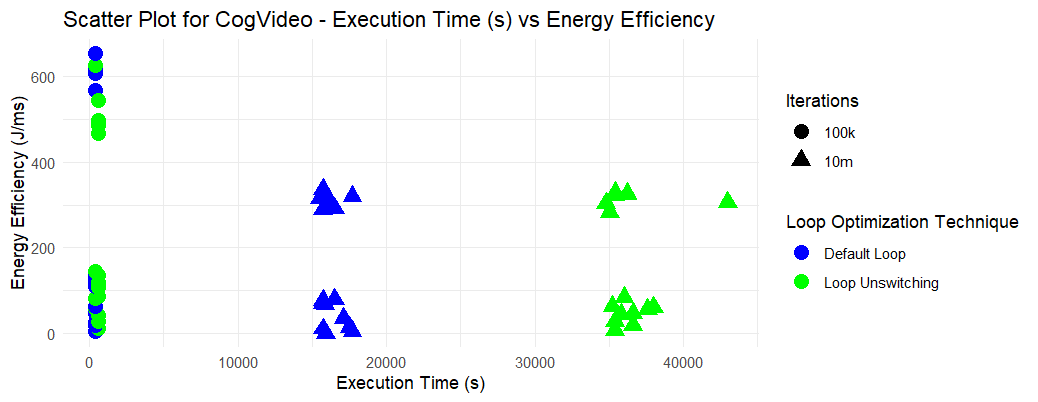 Scatter Plot for CogVideo - Execution Time (s) vs Energy Efficiency
Energy Efficiency (J/ms)
600
400
200
0
0
10000
20000
30000
40000
Execution Time (s)
Iterations
100k
10m
Loop Optimization Technique
Default Loop
Loop Unswitching